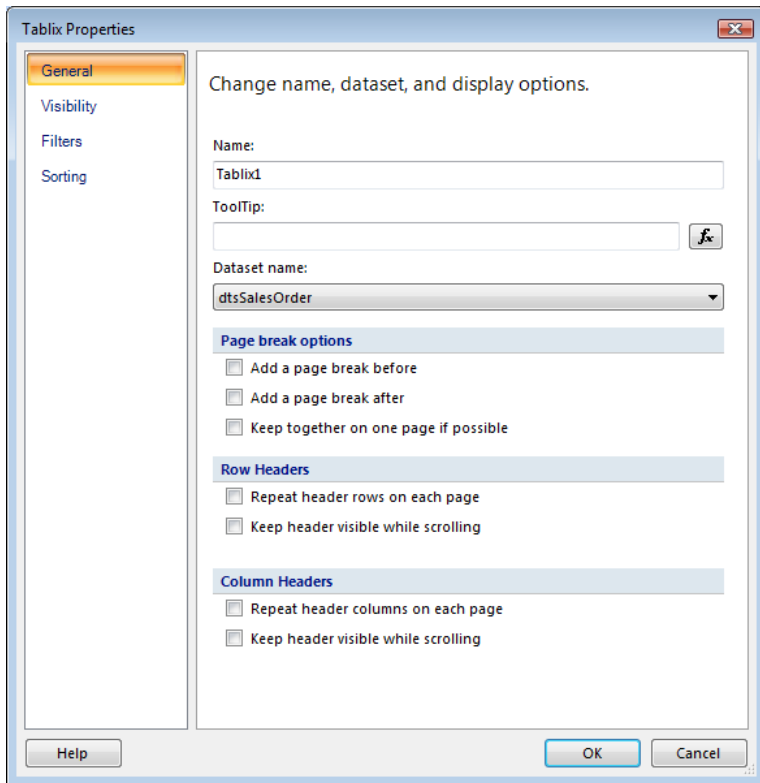 Tablix Properties
General
Visibility
Filters
Sorting
Change name, dataset, and display options.
Name:
Tablix1
ToolTip:
fx
Dataset name:
dtsSalesOrder
Page break options
Add a page break before
Add a page break after
Keep together on one page if possible
Row Headers
Repeat header rows on each page
Keep header visible while scrolling
Column Headers
Repeat header columns on each page
Keep header visible while scrolling
Help
OK
Cancel